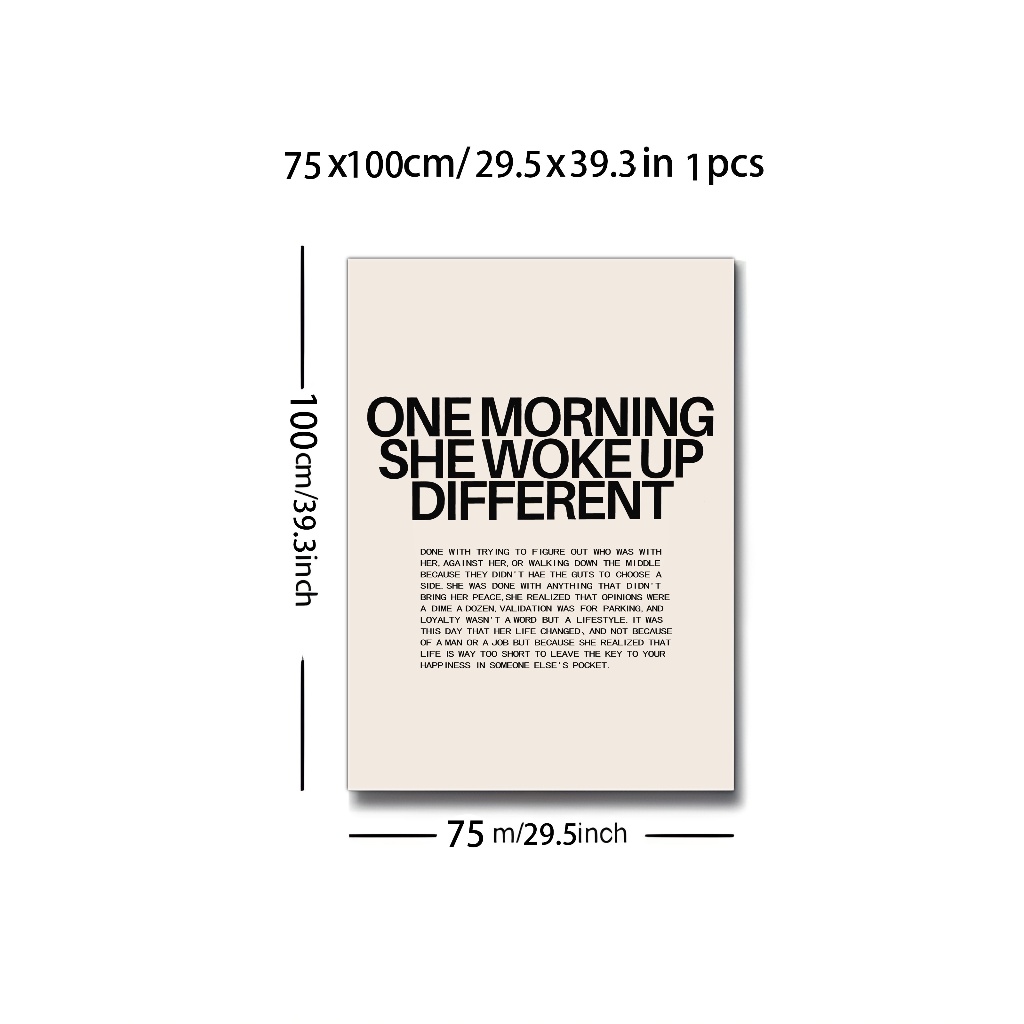 75x100cm/29.5x39.3in 1pcs
100cm/39.3inch
ONE MORNING
SHE WOKE UP
DIFFERENT
DONE WITH TRYING TO FIGURE OUT WHO WAS WITH
HER, AGAINST HER, OR WALKING DOWN THE MIDDLE
BECAUSE THEY DIDN'T HAE THE GUTS TO CHOOSE A
SIDE. SHE WAS DONE WITH ANYTHING THAT DIDN'T
BRING HER PEACE, SHE REALIZED THAT OPINIONS WERE
A DIME A DOZEN, VALIDATION WAS FOR PARKING, AND
LOYALTY WASN'T A WORD BUT A LIFESTYLE. IT WAS
THIS DAY THAT HER LIFE CHANGED, AND NOT BECAUSE
OF A MAN OR A JOB BUT BECAUSE SHE REALIZED THAT
LIFE IS WAY TOO SHORT TO LEAVE THE KEY TO YOUR
HAPPINESS IN SOMEONE ELSE'S POCKET.
75 m/29.5inch